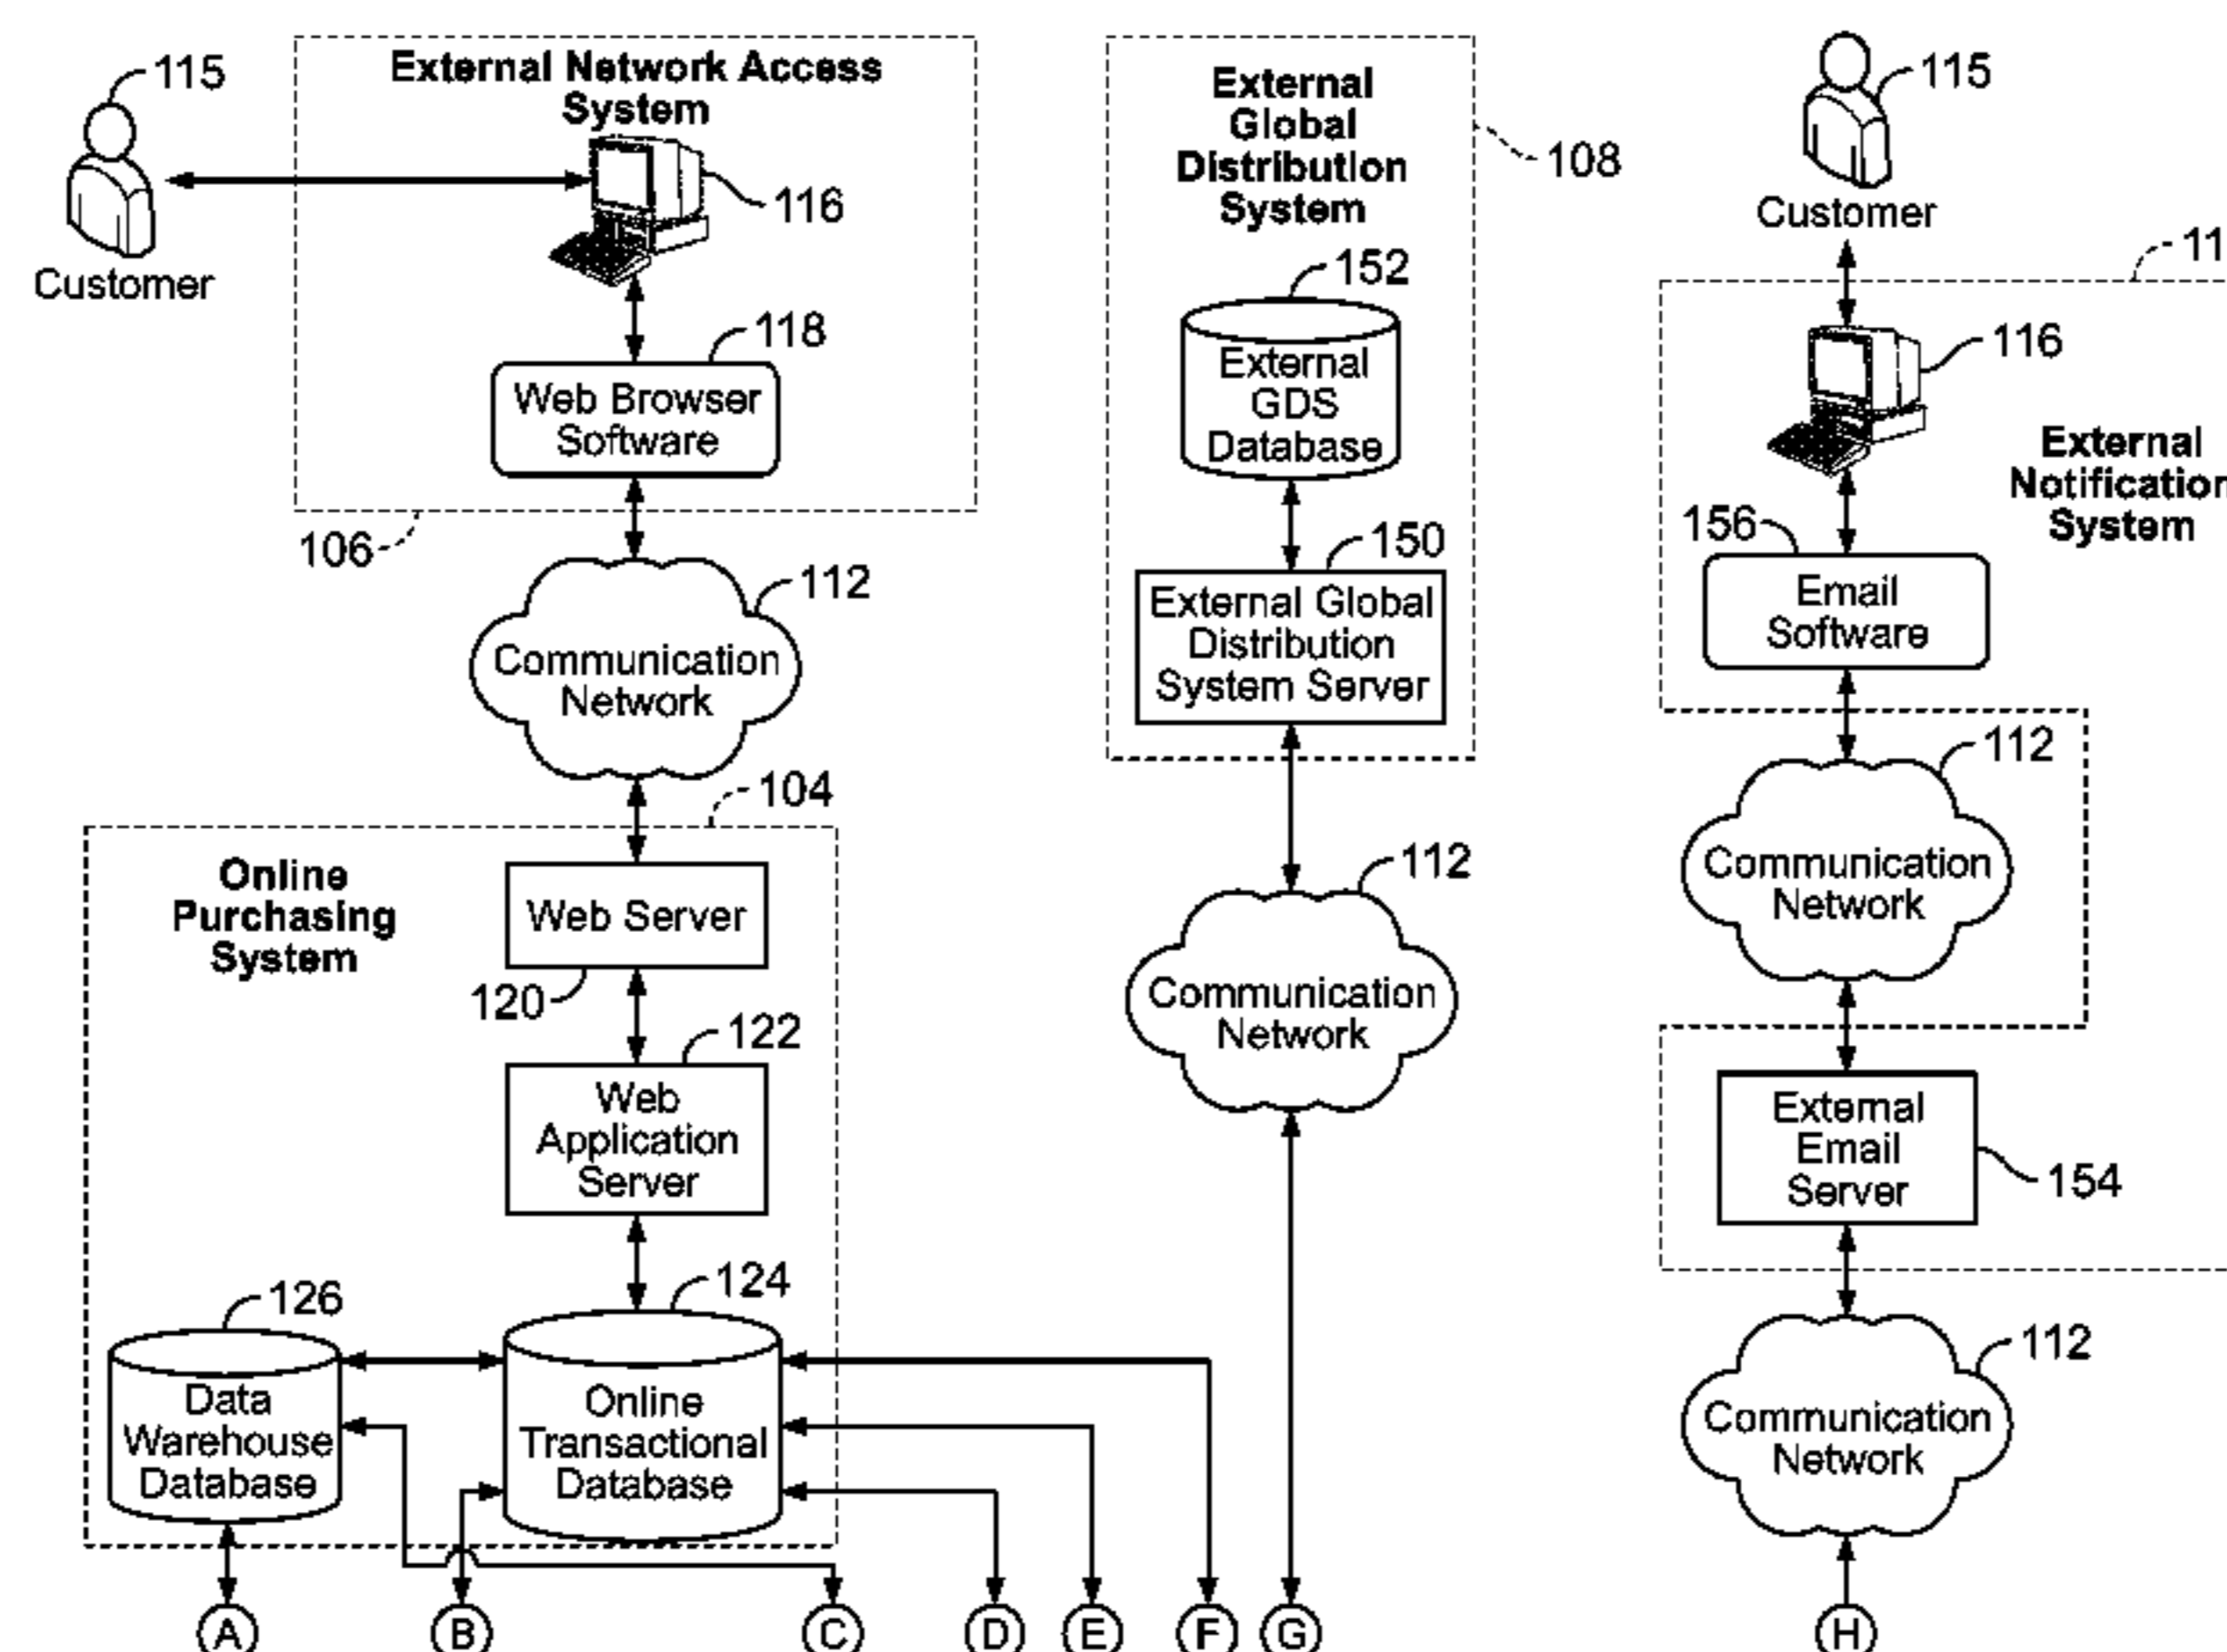 115
Customer
External Network Access
System
116
118
Web Browser
Software
106
112
Communication
Network
104
Online
Purchasing
System
Web Server
120
122
Web
Application
Server
126
124
Data
Warehouse
Database
Online
Transactional
Database
External
Global
Distribution
System
108
152
External
GDS
Database
150
External Global
Distribution
System Server
112
Communication
Network
115
Customer
11
116
External
Notification
System
156
Email
Software
112
Communication
Network
External
Email
Server
154
112
Communication
Network
A
B
C
D
E
F
G
H